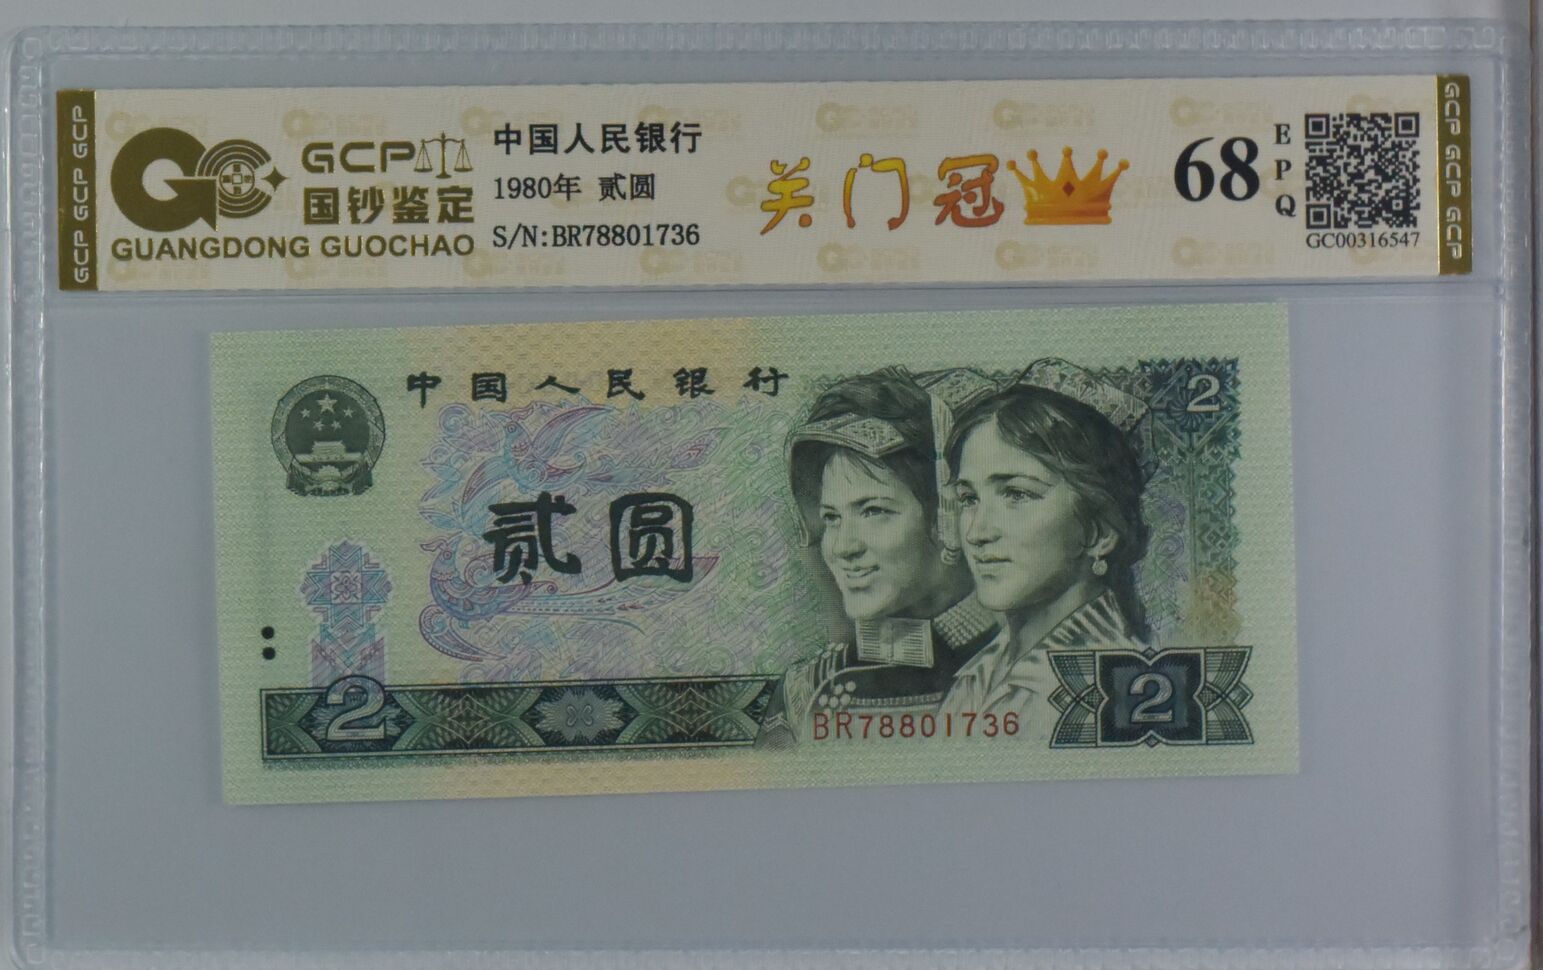 GCP
国钞鉴定
GUANGDONG GUOCHAO
中国人民银行
1980年 贰圆
S/N:BR78801736
关门冠
68
EPQ
GC00316547
GCP GCP GCP
GCP GCP GCP
中国人民银行
2
贰圆
2
BR78801736
2